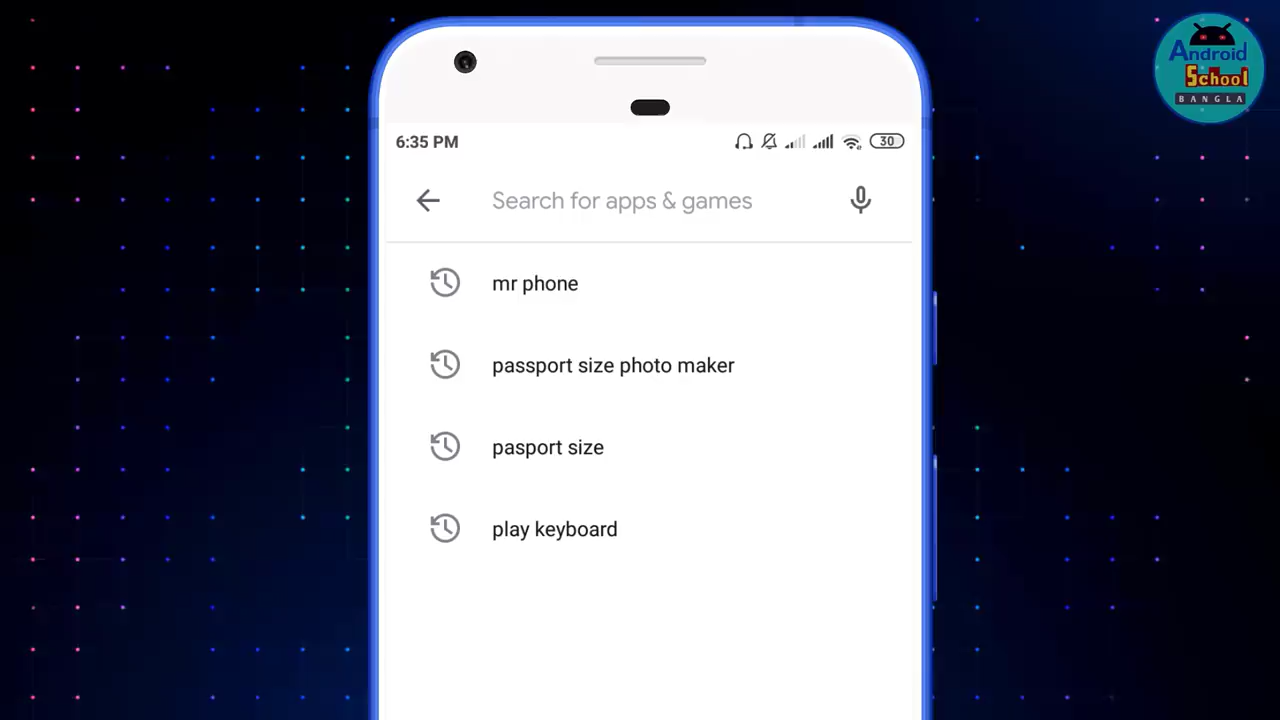 Android
School
BANGLA
6:35 PM
30
Search for apps & games
mr phone
passport size photo maker
pasport size
play keyboard